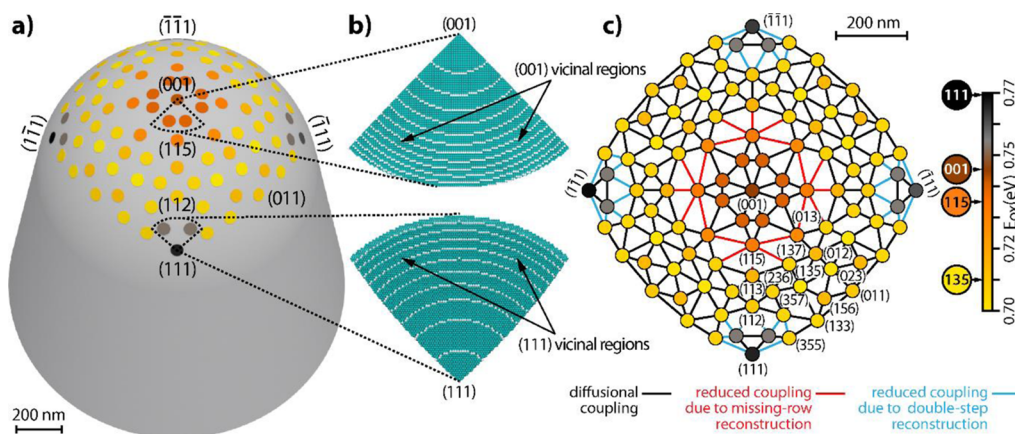 a)
(1̅1̅1)
(001)
(11̅1)
(1̅11)
(115)
(011)
(112)
(111)
200 nm
b)
(001)
(001) vicinal regions
(111) vicinal regions
(111)
c)
(1̅1̅1)
200 nm
(11̅1)
(1̅11)
(001)
(013)
(115)
(137)
(012)
(236)
(135)
(023)
(113)
(011)
(357)
(112)
(156)
(133)
(355)
(111)
diffusional
coupling
reduced coupling
due to missing-row
reconstruction
reduced coupling
due to double-step
reconstruction
111
001
115
135
0.77
0.75
0.72
0.70
Eₒₓ(eV)